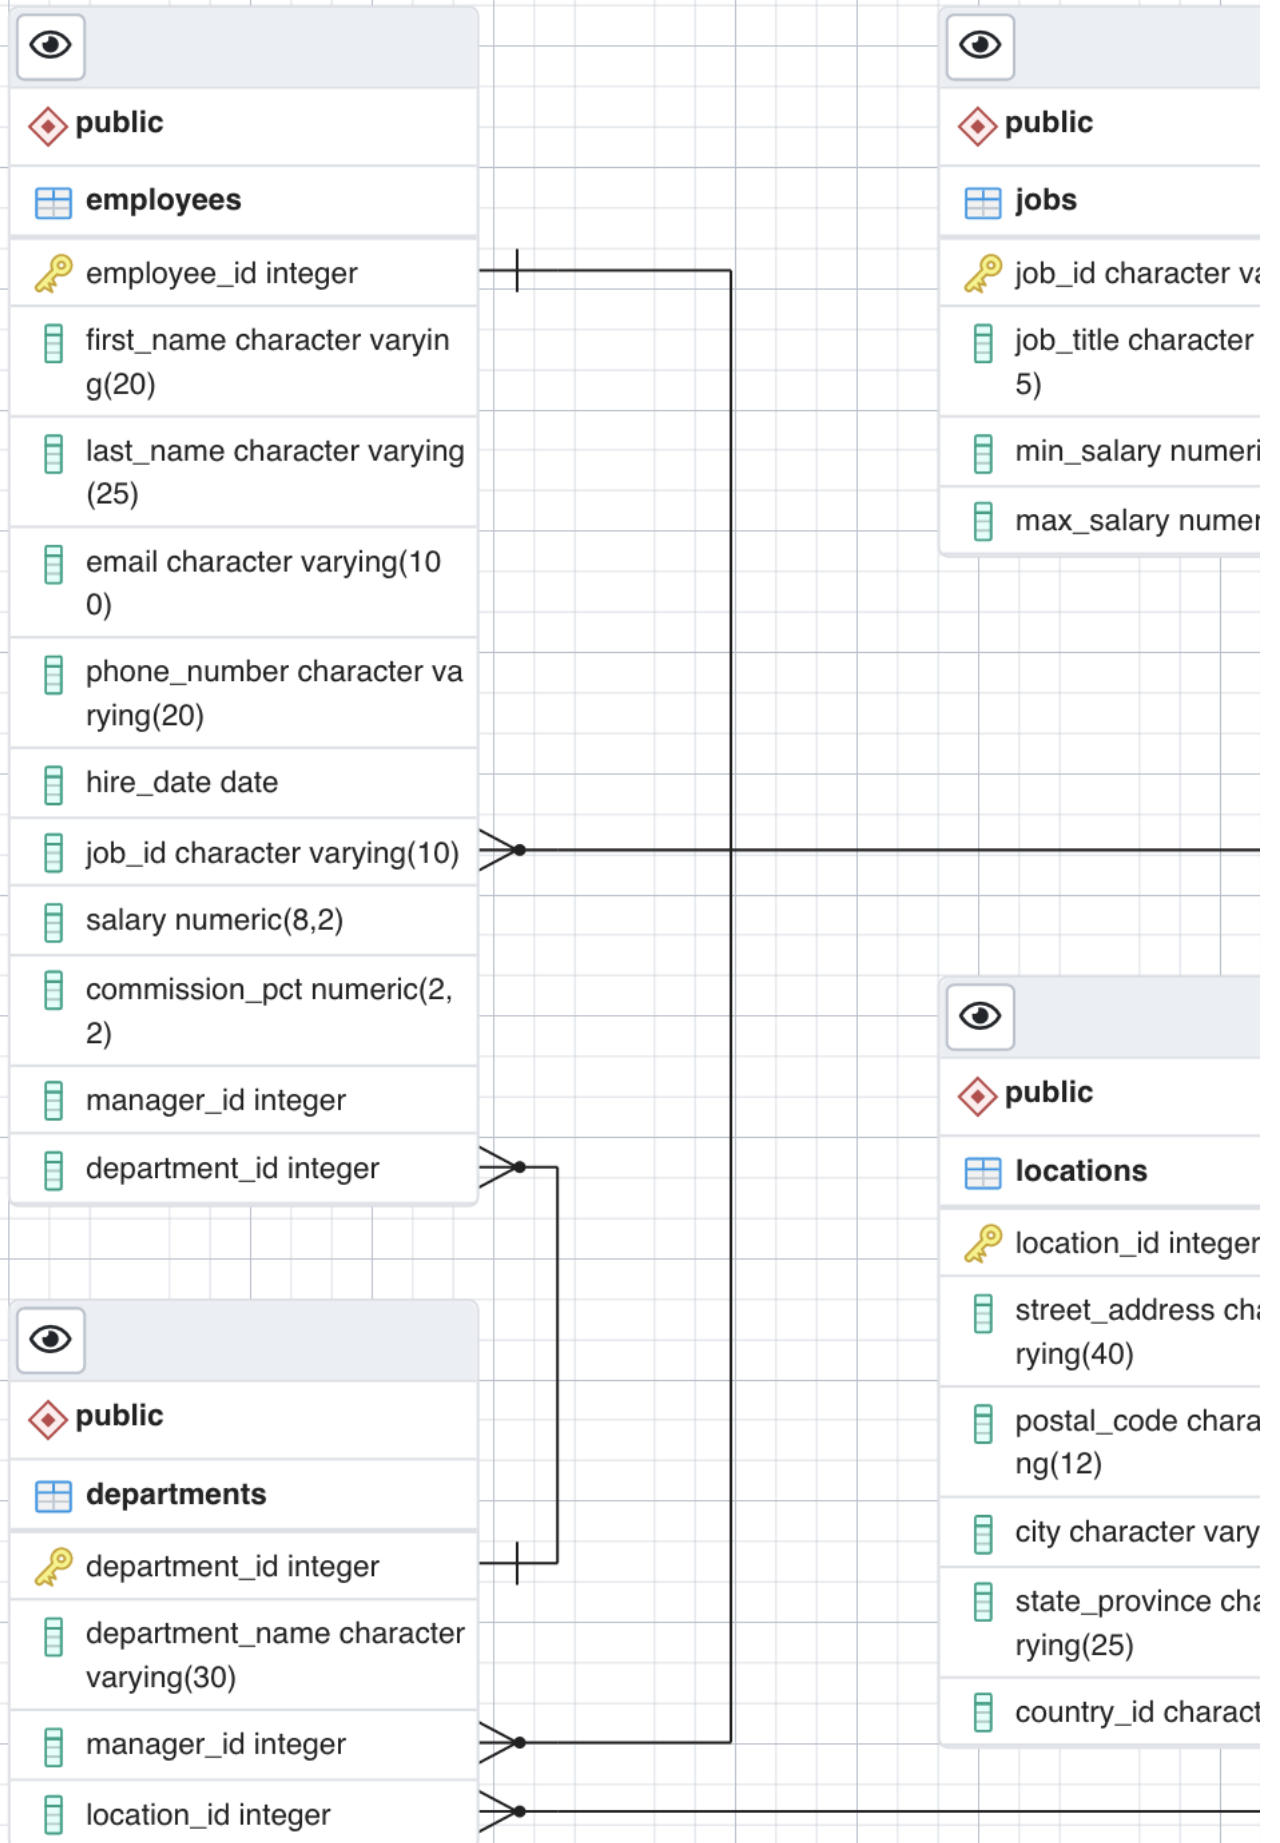 public
employees
employee_id integer
first_name character varyin
g(20)
last_name character varying
(25)
email character varying(10
0)
phone_number character va
rying(20)
hire_date date
job_id character varying(10)
salary numeric(8,2)
commission_pct numeric(2,
2)
manager_id integer
department_id integer
public
departments
department_id integer
department_name character
varying(30)
manager_id integer
location_id integer
public
jobs
job_id character va
job_title character
5)
min_salary numeri
max_salary numer
public
locations
location_id integer
street_address cha
rying(40)
postal_code chara
ng(12)
city character vary
state_province cha
rying(25)
country_id charact